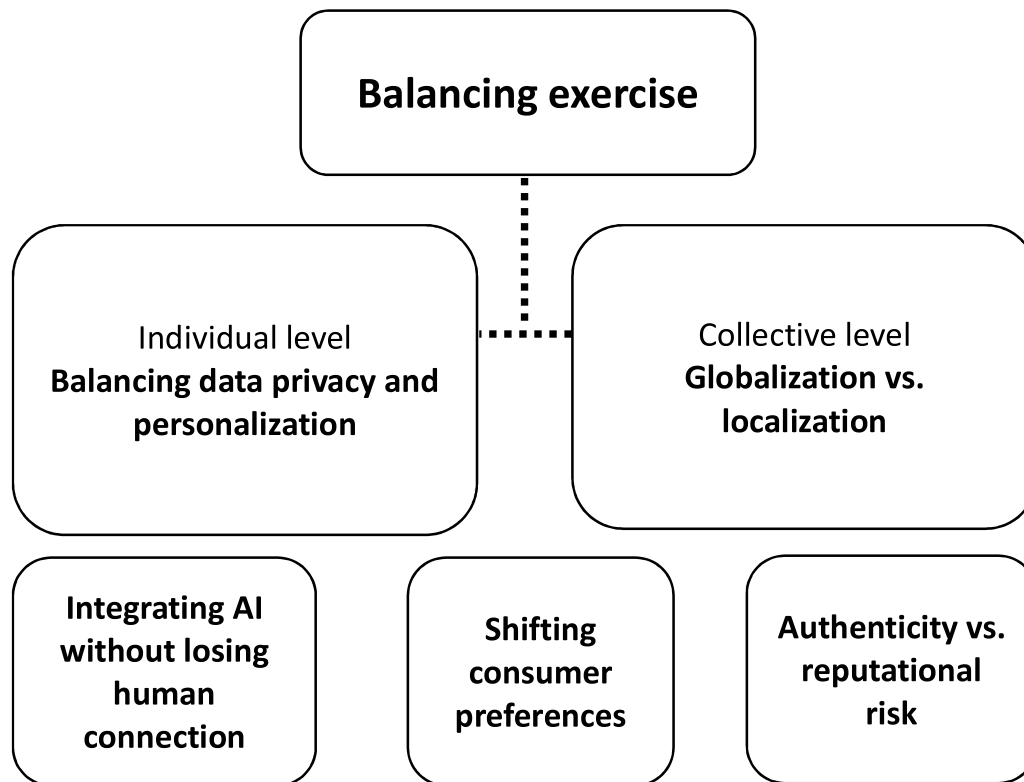 Balancing exercise
Individual level
Balancing data privacy and
personalization
Collective level
Globalization vs.
localization
Integrating AI
without losing
human
connection
Shifting
consumer
preferences
Authenticity vs.
reputational
risk